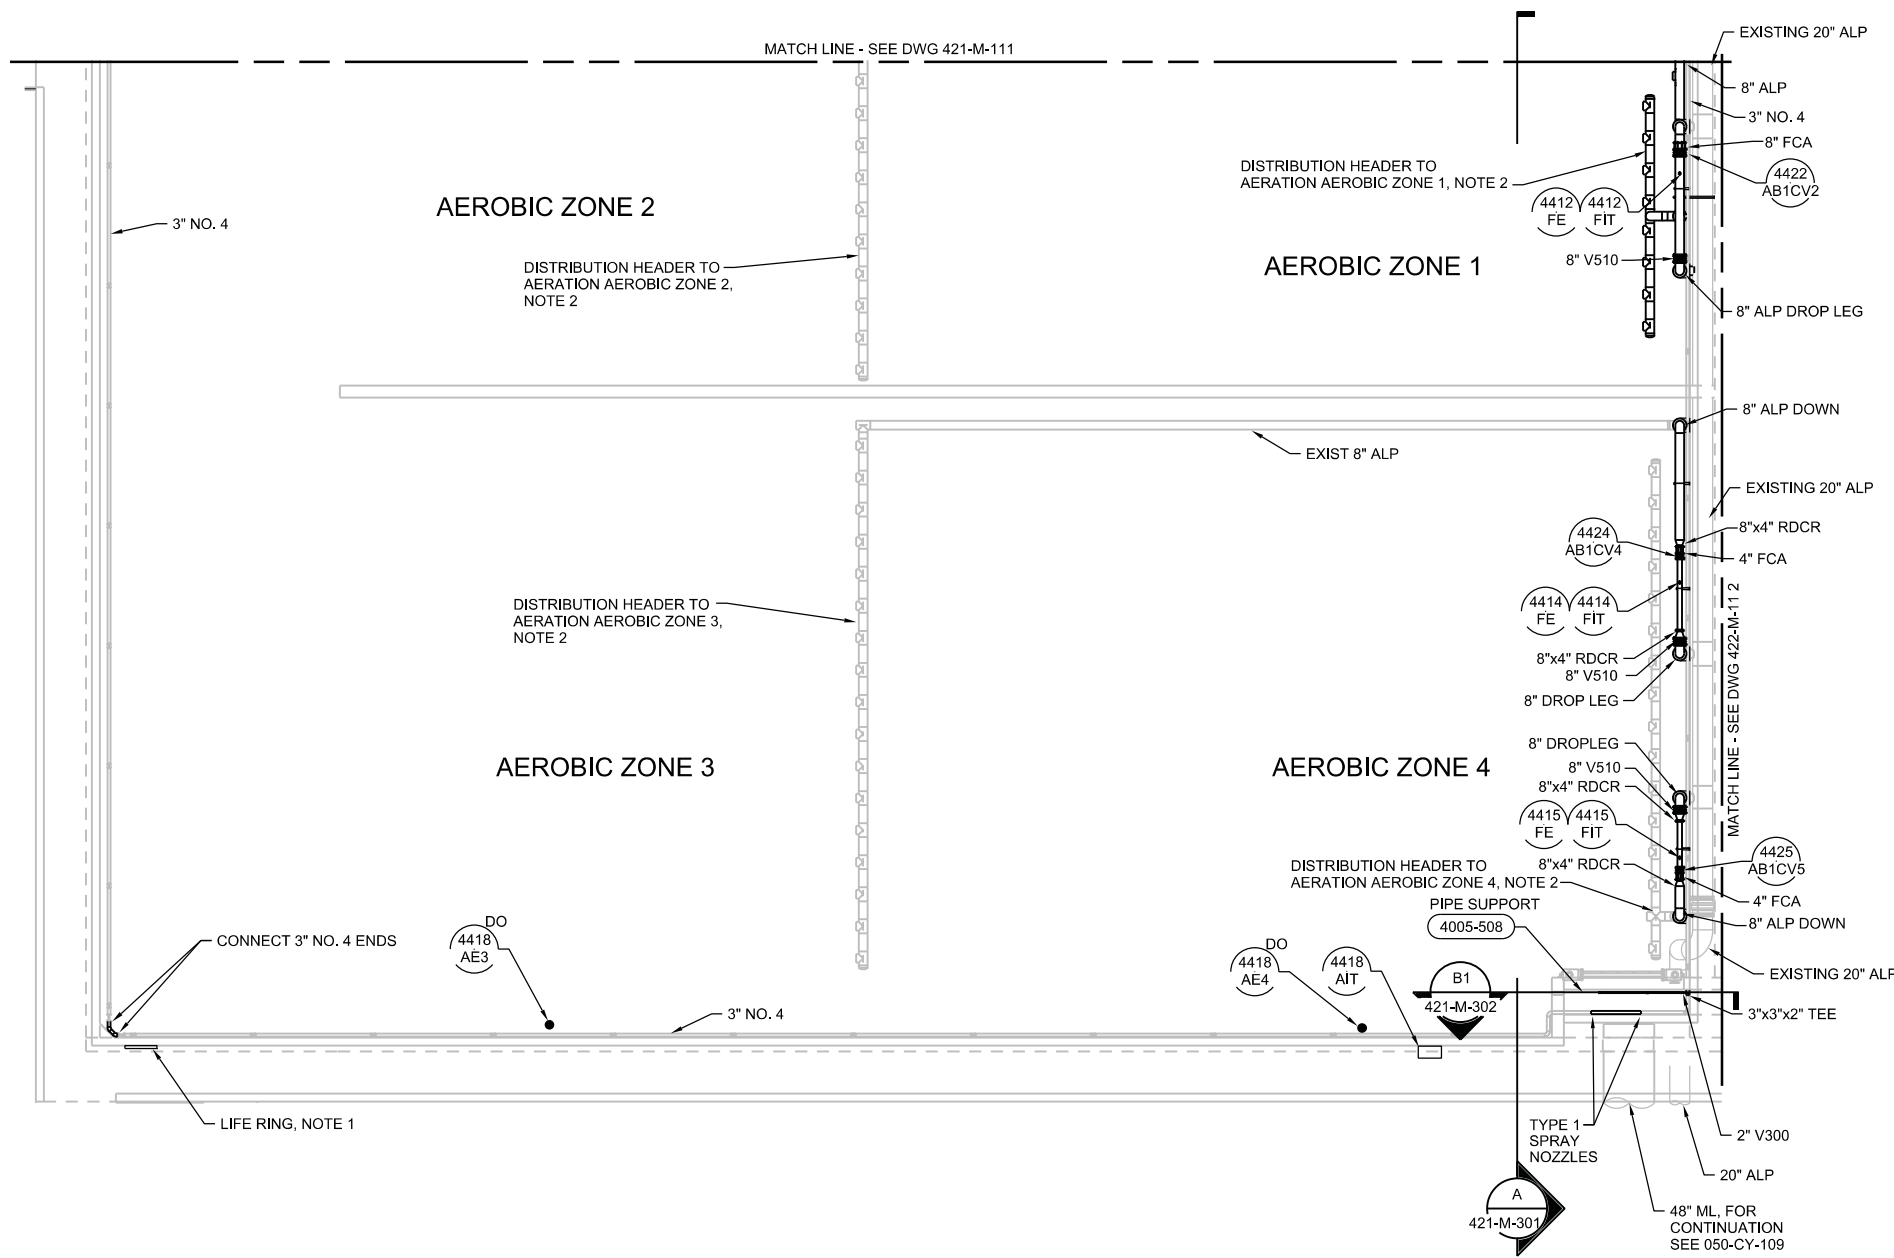 MATCH LINE - SEE DWG 421-M-111
EXISTING 20" ALP
8" ALP
3" NO. 4
8" FCA
4422
AB1CV2
DISTRIBUTION HEADER TO
AERATION AEROBIC ZONE 1, NOTE 2
4412
FE
4412
FIT
8" V510
8" ALP DROP LEG
AEROBIC ZONE 2
3" NO. 4
DISTRIBUTION HEADER TO
AERATION AEROBIC ZONE 2,
NOTE 2
AEROBIC ZONE 1
8" ALP DOWN
EXIST 8" ALP
EXISTING 20" ALP
8"x4" RDCR
4424
AB1CV4
4" FCA
4414
FE
4414
FIT
DISTRIBUTION HEADER TO
AERATION AEROBIC ZONE 3,
NOTE 2
8"x4" RDCR
8" V510
8" DROP LEG
MATCH LINE - SEE DWG 422-M-11 2
8" DROPLEG
8" V510
8"x4" RDCR
AEROBIC ZONE 3
AEROBIC ZONE 4
4415
FE
4415
FIT
4425
AB1CV5
8"x4" RDCR
DISTRIBUTION HEADER TO
AERATION AEROBIC ZONE 4, NOTE 2
4" FCA
PIPE SUPPORT
4005-508
8" ALP DOWN
CONNECT 3" NO. 4 ENDS
DO
4418
AE3
DO
4418
AE4
4418
AIT
B1
421-M-302
EXISTING 20" ALP
3" NO. 4
3"x3"x2" TEE
LIFE RING, NOTE 1
TYPE 1
SPRAY
NOZZLES
2" V300
20" ALP
A
421-M-301
48" ML, FOR
CONTINUATION
SEE 050-CY-109